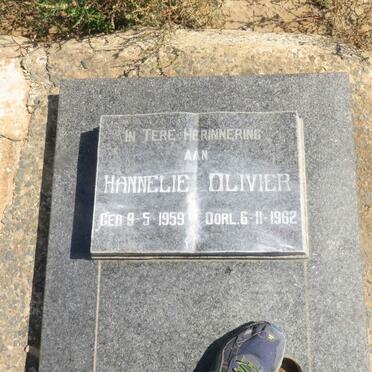 IN TERE HERINNERING
AAN
HANNELIE OLIVIER
GEB 9-5-1959 OORL. 6-11-1962